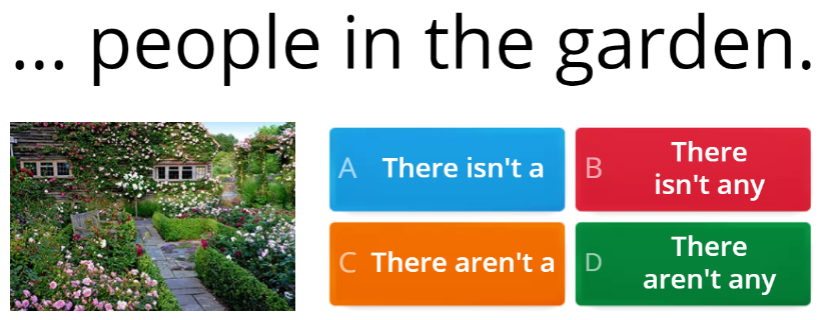 ... people in the garden.
A There isn't a
B There
isn't any
C There aren't a
D There
aren't any